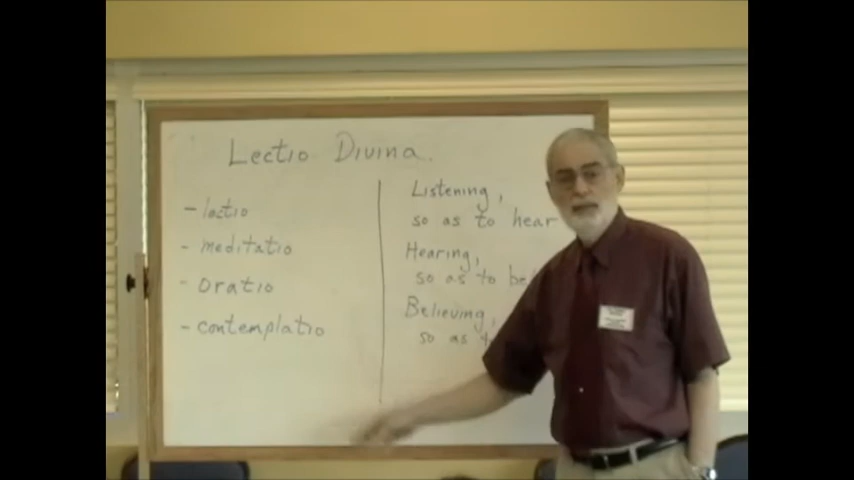 Lectio Divina.
- lectio
- meditatio
- oratio
- contemplatio
Listening,
so as to hear
Hearing,
so as to
Believing,
so as